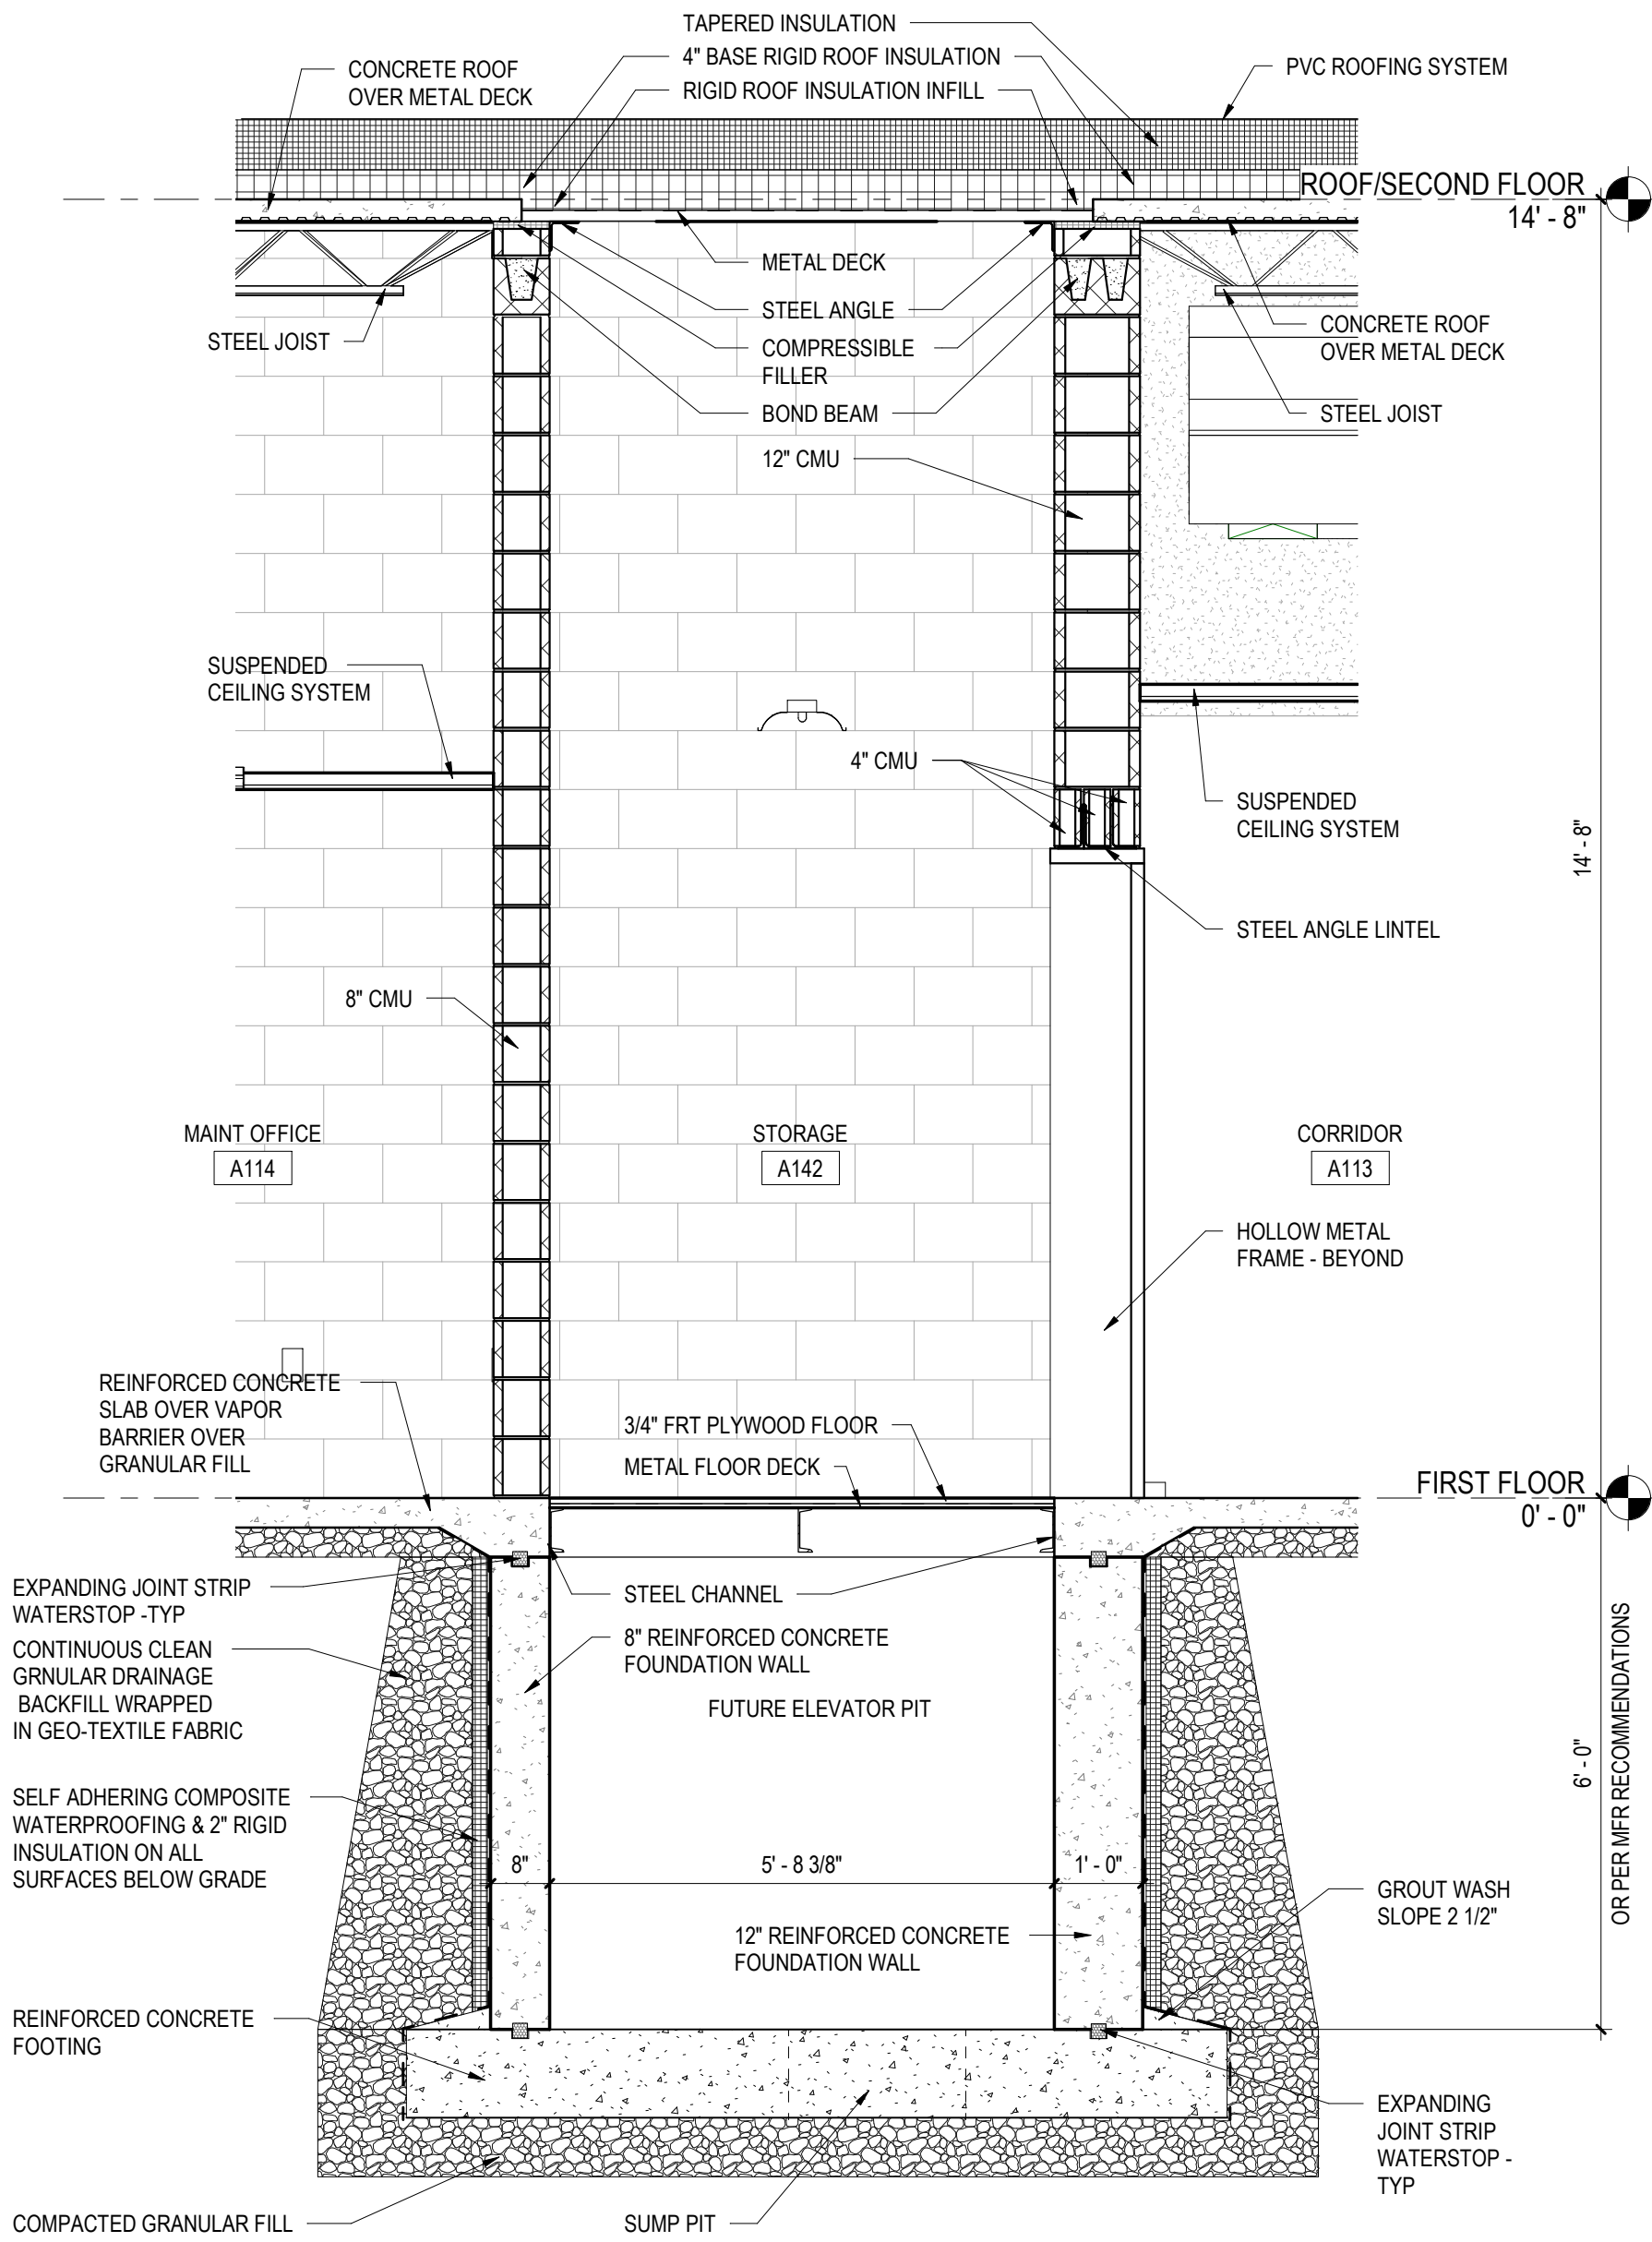 TAPERED INSULATION
4" BASE RIGID ROOF INSULATION
RIGID ROOF INSULATION INFILL
CONCRETE ROOF
OVER METAL DECK
PVC ROOFING SYSTEM
ROOF/SECOND FLOOR
14' - 8"
METAL DECK
STEEL ANGLE
COMPRESSIBLE
FILLER
BOND BEAM
12" CMU
STEEL JOIST
CONCRETE ROOF
OVER METAL DECK
STEEL JOIST
SUSPENDED
CEILING SYSTEM
4" CMU
SUSPENDED
CEILING SYSTEM
14' - 8"
STEEL ANGLE LINTEL
8" CMU
MAINT OFFICE
A114
STORAGE
A142
CORRIDOR
A113
HOLLOW METAL
FRAME - BEYOND
REINFORCED CONCRETE
SLAB OVER VAPOR
BARRIER OVER
GRANULAR FILL
3/4" FRT PLYWOOD FLOOR
METAL FLOOR DECK
FIRST FLOOR
0' - 0"
EXPANDING JOINT STRIP
WATERSTOP -TYP
CONTINUOUS CLEAN
GRNULAR DRAINAGE
BACKFILL WRAPPED
IN GEO-TEXTILE FABRIC
STEEL CHANNEL
8" REINFORCED CONCRETE
FOUNDATION WALL
FUTURE ELEVATOR PIT
6' - 0"
OR PER MFR RECOMMENDATIONS
SELF ADHERING COMPOSITE
WATERPROOFING & 2" RIGID
INSULATION ON ALL
SURFACES BELOW GRADE
8"
5' - 8 3/8"
1' - 0"
GROUT WASH
SLOPE 2 1/2"
12" REINFORCED CONCRETE
FOUNDATION WALL
REINFORCED CONCRETE
FOOTING
EXPANDING
JOINT STRIP
WATERSTOP -
TYP
COMPACTED GRANULAR FILL
SUMP PIT